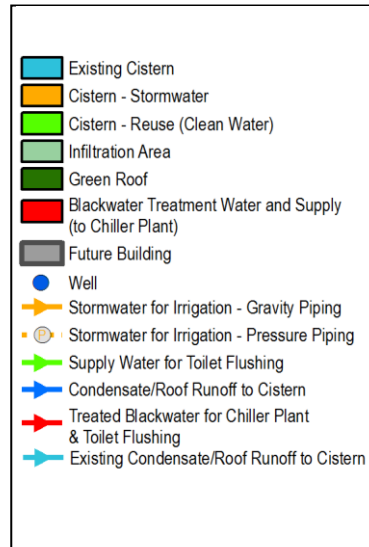 Existing Cistern
Cistern - Stormwater
Cistern - Reuse (Clean Water)
Infiltration Area
Green Roof
Blackwater Treatment Water and Supply
(to Chiller Plant)
Future Building
Well
Stormwater for Irrigation - Gravity Piping
P Stormwater for Irrigation - Pressure Piping
Supply Water for Toilet Flushing
Condensate/Roof Runoff to Cistern
Treated Blackwater for Chiller Plant
& Toilet Flushing
Existing Condensate/Roof Runoff to Cistern